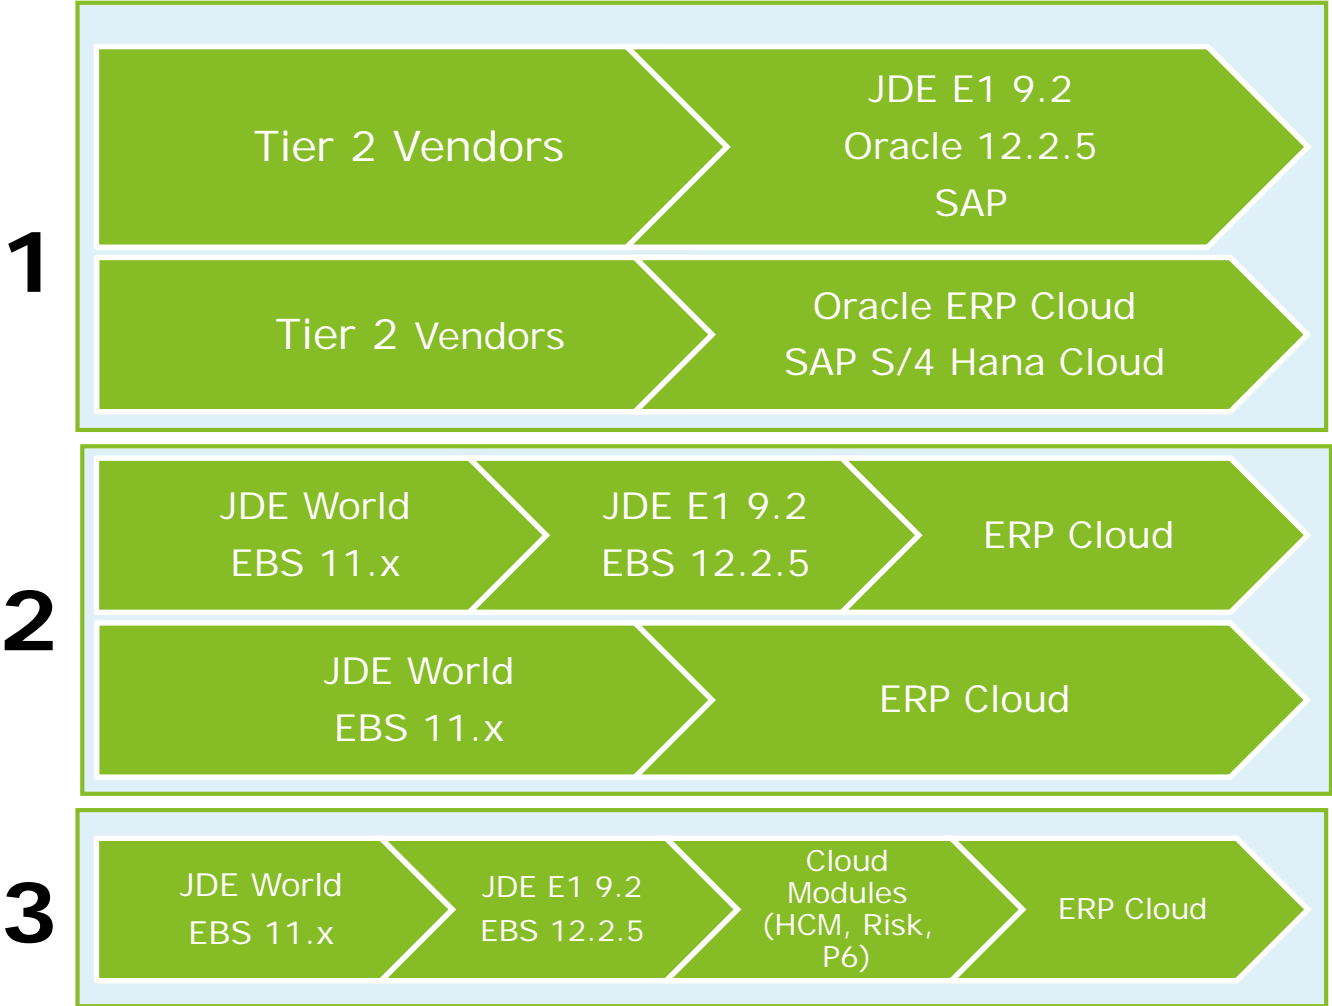 1
Tier 2 Vendors
JDE E1 9.2
Oracle 12.2.5
SAP
Tier 2 Vendors
Oracle ERP Cloud
SAP S/4 Hana Cloud
2
JDE World
EBS 11.x
JDE E1 9.2
EBS 12.2.5
ERP Cloud
JDE World
EBS 11.x
ERP Cloud
3
JDE World
EBS 11.x
JDE E1 9.2
EBS 12.2.5
Cloud
Modules
(HCM, Risk,
P6)
ERP Cloud